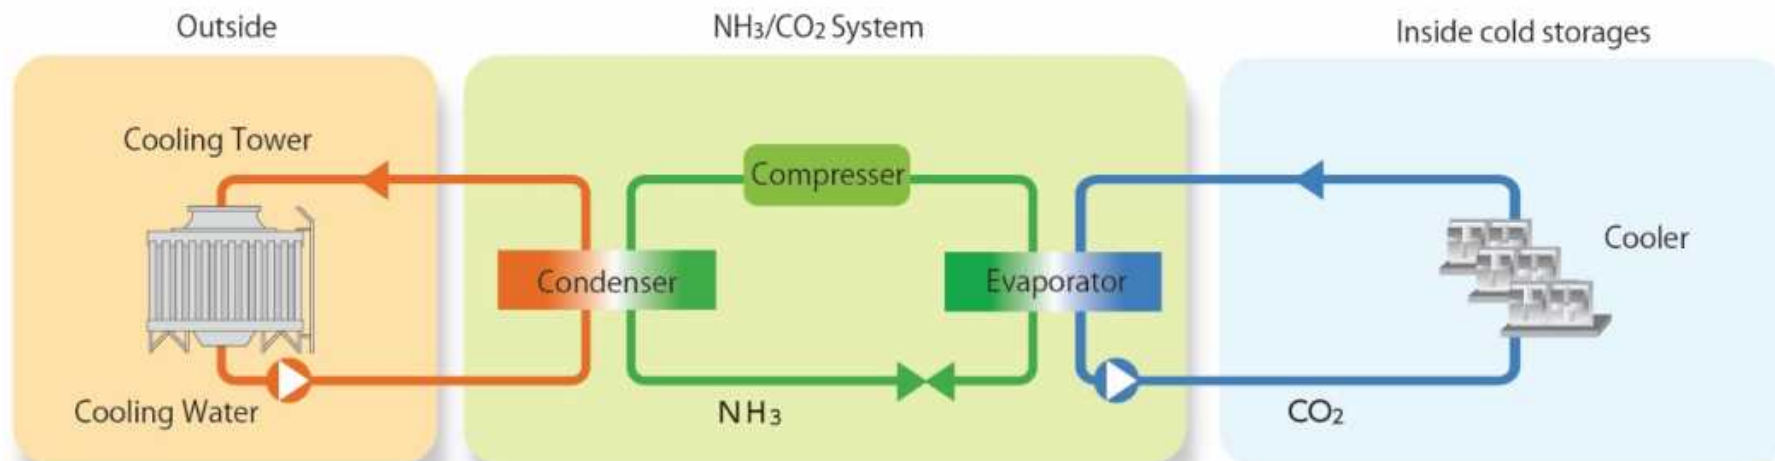 Outside
NH₃/CO₂ System
Inside cold storages
Cooling Tower
Compresser
Cooler
Condenser
Evaporator
Cooling Water
NH₃
CO₂